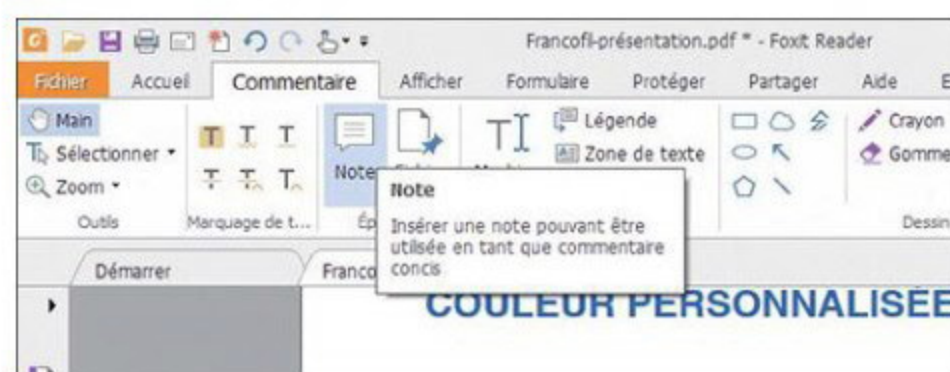 Francofil-présentation.pdf * - Foxit Reader
Fichier Accueil Commentaire Afficher Formulaire Protéger Partager Aide
Main
Sélectionner
Zoom
Outils
Marquage de t...
Note
Légende
Zone de texte
Crayon
Gomme
Dessin
Note
Insérer une note pouvant être
utilisée en tant que commentaire
concis
Démarrer
Franco
COULEUR PERSONNALISÉE